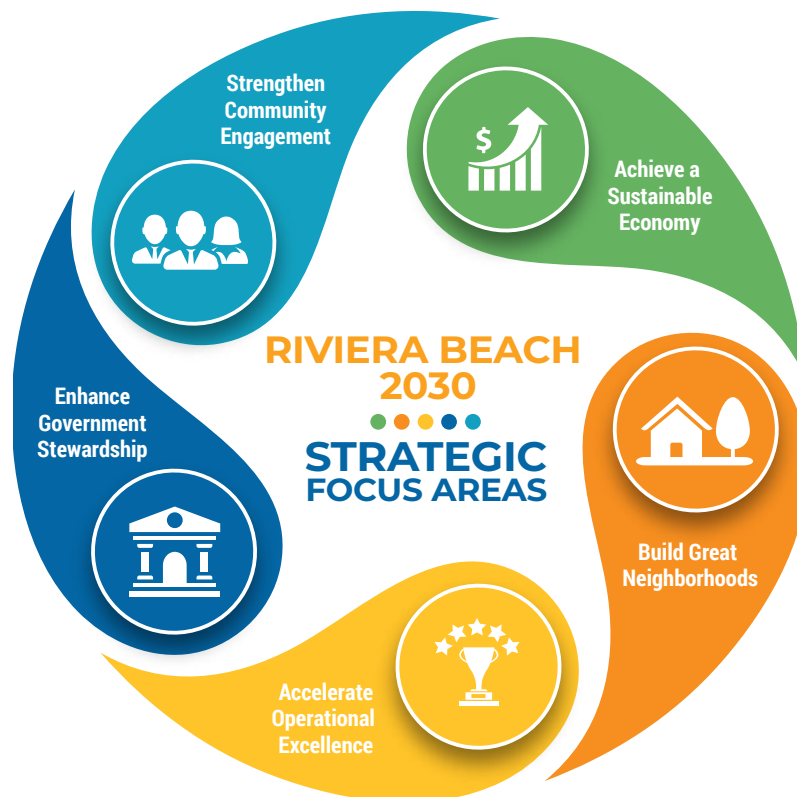 Strengthen
Community
Engagement
$
Achieve a
Sustainable
Economy
RIVIERA BEACH
2030
STRATEGIC
FOCUS AREAS
Enhance
Government
Stewardship
Build Great
Neighborhoods
Accelerate
Operational
Excellence